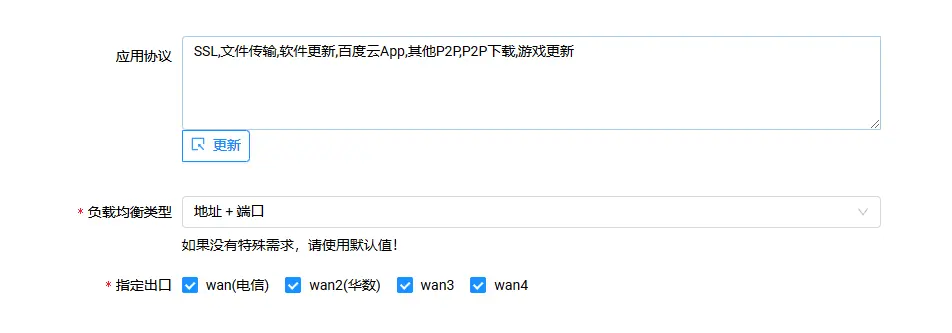 应用协议 SSL,文件传输,软件更新,百度云App,其他P2P,P2P下载,游戏更新
更新
* 负载均衡类型 地址 + 端口
如果没有特殊需求，请使用默认值！
* 指定出口 wan(电信) wan2(华数) wan3 wan4